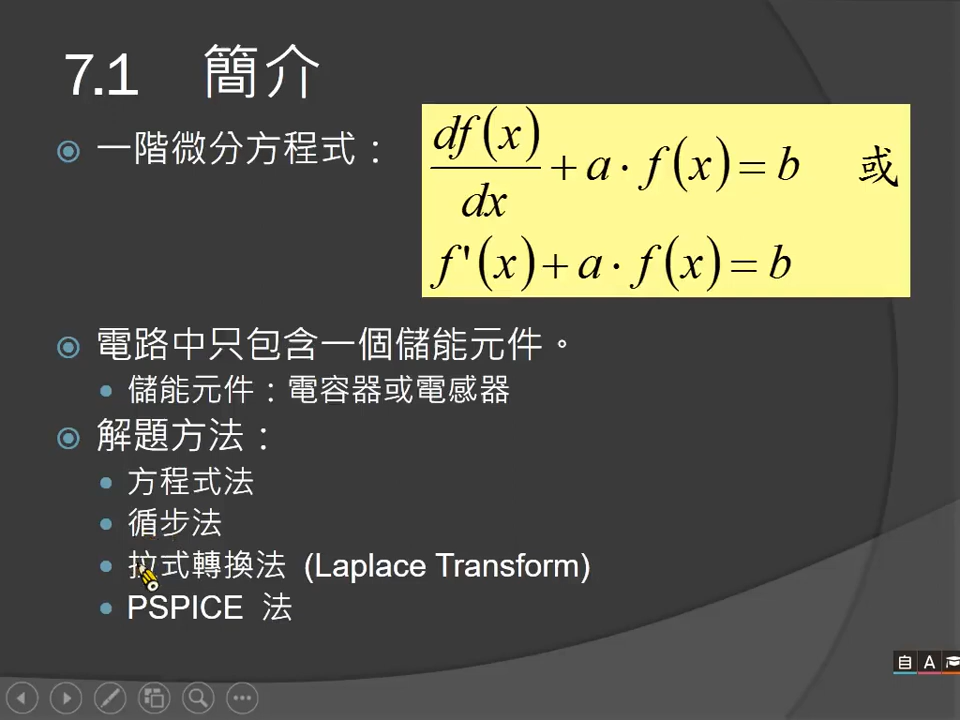 7.1 簡介
一階微分方程式：
df(x)/dx + a · f(x) = b 或
f'(x) + a · f(x) = b
電路中只包含一個儲能元件。
儲能元件：電容器或電感器
解題方法：
方程式法
循步法
拉式轉換法 (Laplace Transform)
PSPICE 法
自 A